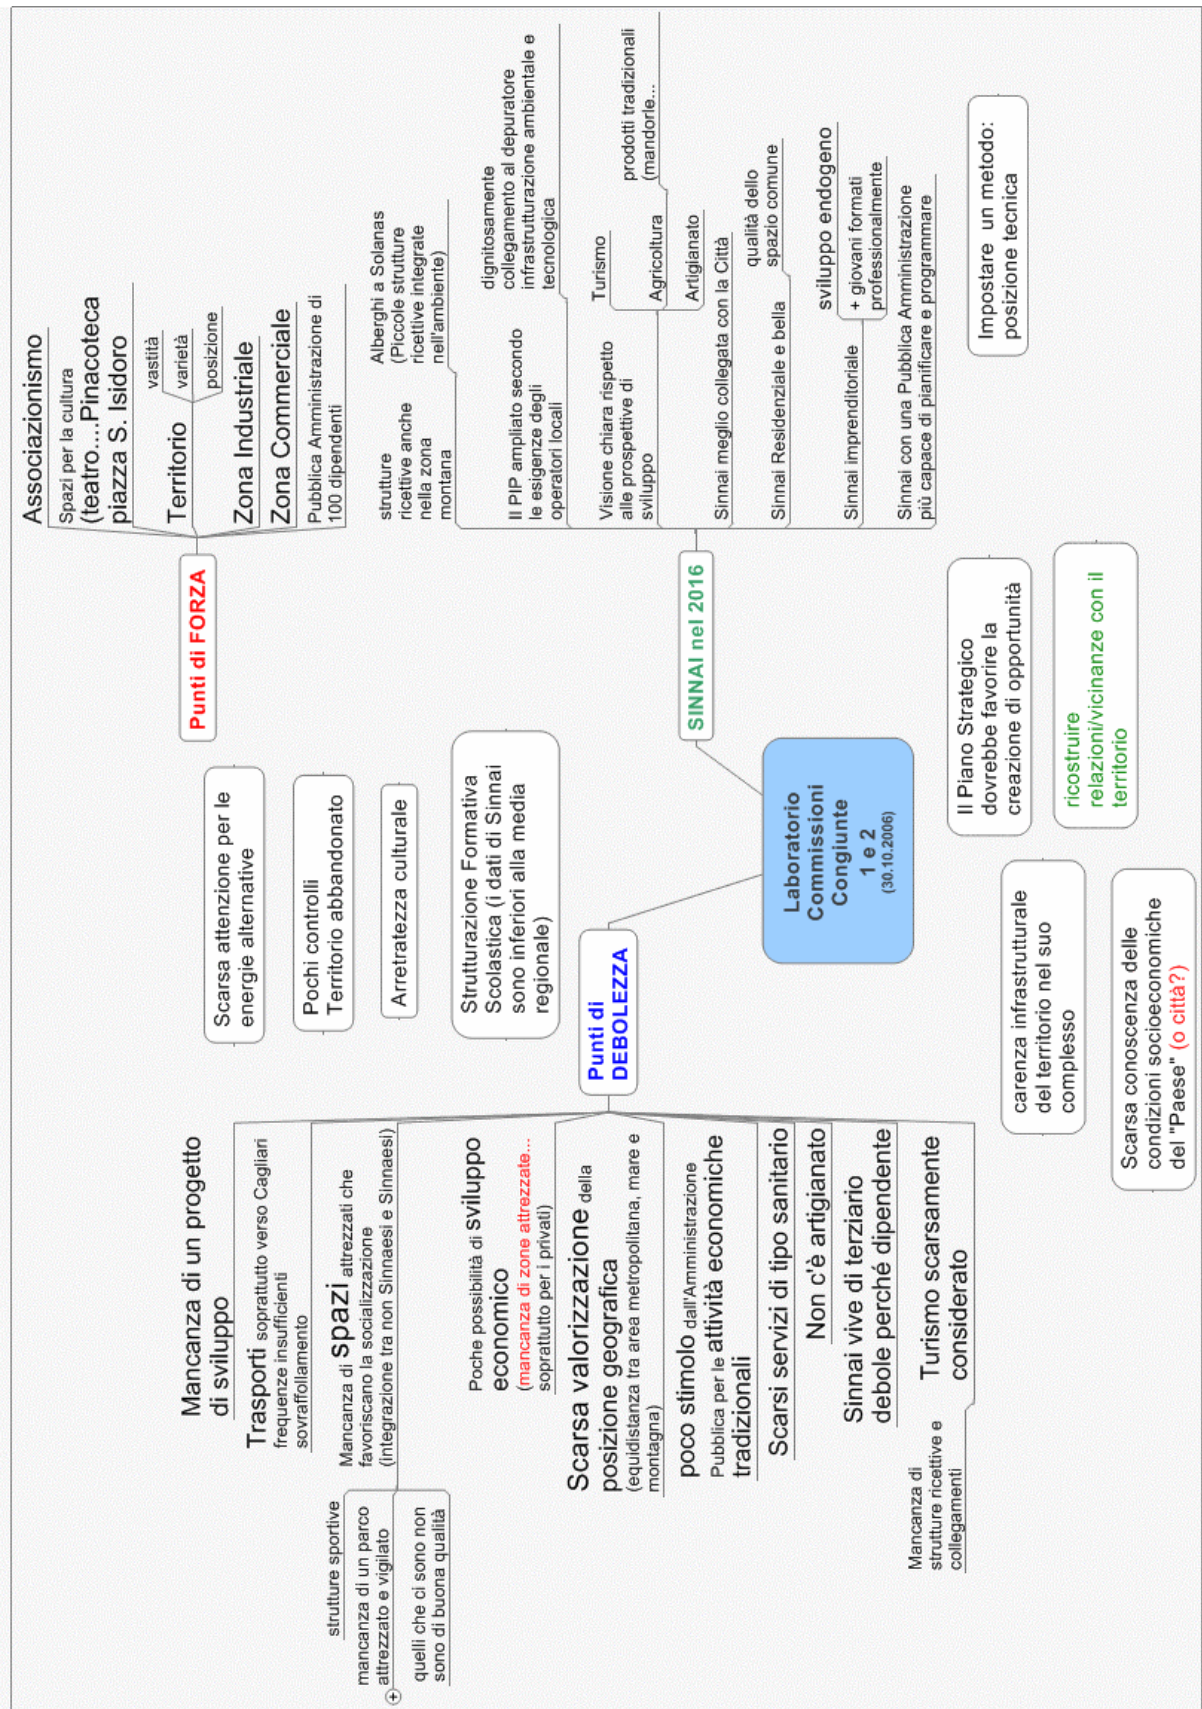 Laboratorio
Commissioni
Congiunte
1 e 2
(30.10.2006)
Punti di
DEBOLEZZA
Mancanza di un progetto
di sviluppo
Trasporti soprattutto verso Cagliari
frequenze insufficienti
sovraffollamento
Mancanza di spazi attrezzati che
favoriscano la socializzazione
(integrazione tra non Sinnaesi e Sinnaesi)
strutture sportive
mancanza di un parco
attrezzato e vigilato
quelli che ci sono non
sono di buona qualità
Poche possibilità di sviluppo
economico
(mancanza di zone attrezzate...
soprattutto per i privati)
Scarsa valorizzazione della
posizione geografica
(equidistanza tra area metropolitana, mare e
montagna)
poco stimolo dall'Amministrazione
Pubblica per le attività economiche
tradizionali
Scarsi servizi di tipo sanitario
Non c'è artigianato
Sinnai vive di terziario
debole perché dipendente
Turismo scarsamente
considerato
Mancanza di
strutture ricettive e
collegamenti
Scarsa attenzione per le
energie alternative
Pochi controlli
Territorio abbandonato
Arretratezza culturale
Strutturazione Formativa
Scolastica (i dati di Sinnai
sono inferiori alla media
regionale)
carenza infrastrutturale
del territorio nel suo
complesso
Scarsa conoscenza delle
condizioni socioeconomiche
del "Paese" (o città?)
Punti di FORZA
Associazionismo
Spazi per la cultura
(teatro....Pinacoteca
piazza S. Isidoro
Territorio
vastità
varietà
posizione
Zona Industriale
Zona Commerciale
Pubblica Amministrazione di
100 dipendenti
SINNAI nel 2016
strutture
ricettive anche
nella zona
montana
Alberghi a Solanas
(Piccole strutture
ricettive integrate
nell'ambiente)
Il PIP ampliato secondo
le esigenze degli
operatori locali
dignitosamente
collegamento al depuratore
infrastrutturazione ambientale e
tecnologica
Visione chiara rispetto
alle prospettive di
sviluppo
Turismo
Agricoltura
prodotti tradizionali
(mandorle...
Artigianato
Sinnai meglio collegata con la Città
Sinnai Residenziale e bella
qualità dello
spazio comune
Sinnai imprenditoriale
sviluppo endogeno
+ giovani formati
professionalmente
Sinnai con una Pubblica Amministrazione
più capace di pianificare e programmare
Il Piano Strategico
dovrebbe favorire la
creazione di opportunità
Impostare un metodo:
posizione tecnica
ricostruire
relazioni/vicinanze con il
territorio